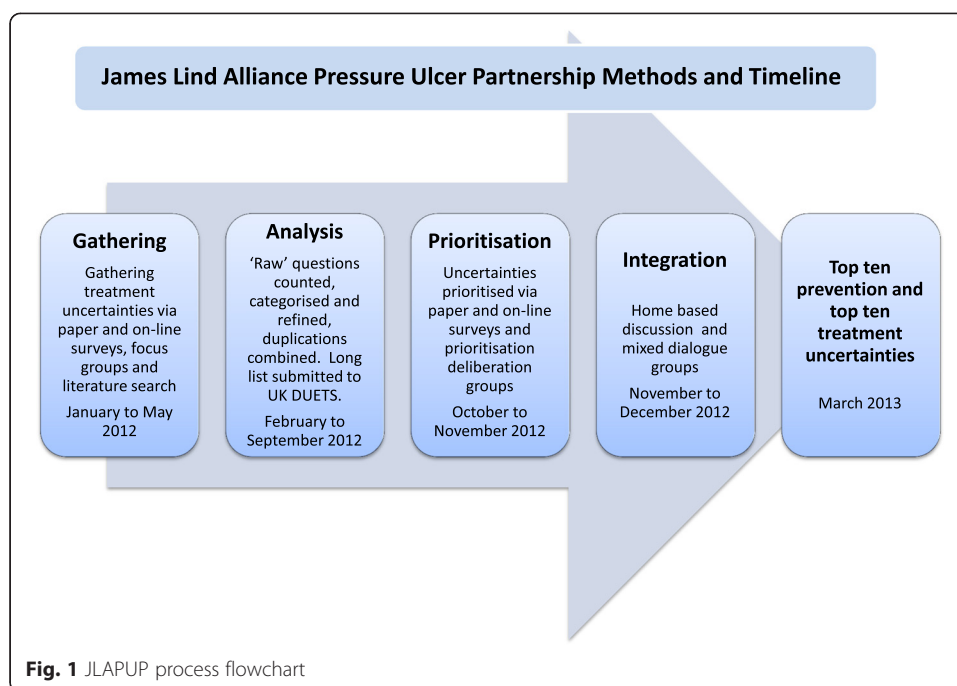 James Lind Alliance Pressure Ulcer Partnership Methods and Timeline
Gathering
Gathering
treatment
uncertainties via
paper and on-line
surveys, focus
groups and
literature search
January to May
2012
Analysis
‘Raw’ questions
counted,
categorised and
refined,
duplications
combined. Long
list submitted to
UK DUETS.
February to
September 2012
Prioritisation
Uncertainties
prioritised via
paper and on-line
surveys and
prioritisation
deliberation
groups
October to
November 2012
Integration
Home based
discussion and
mixed dialogue
groups
November to
December 2012
Top ten
prevention and
top ten
treatment
uncertainties
March 2013
Fig. 1 JLAPUP process flowchart